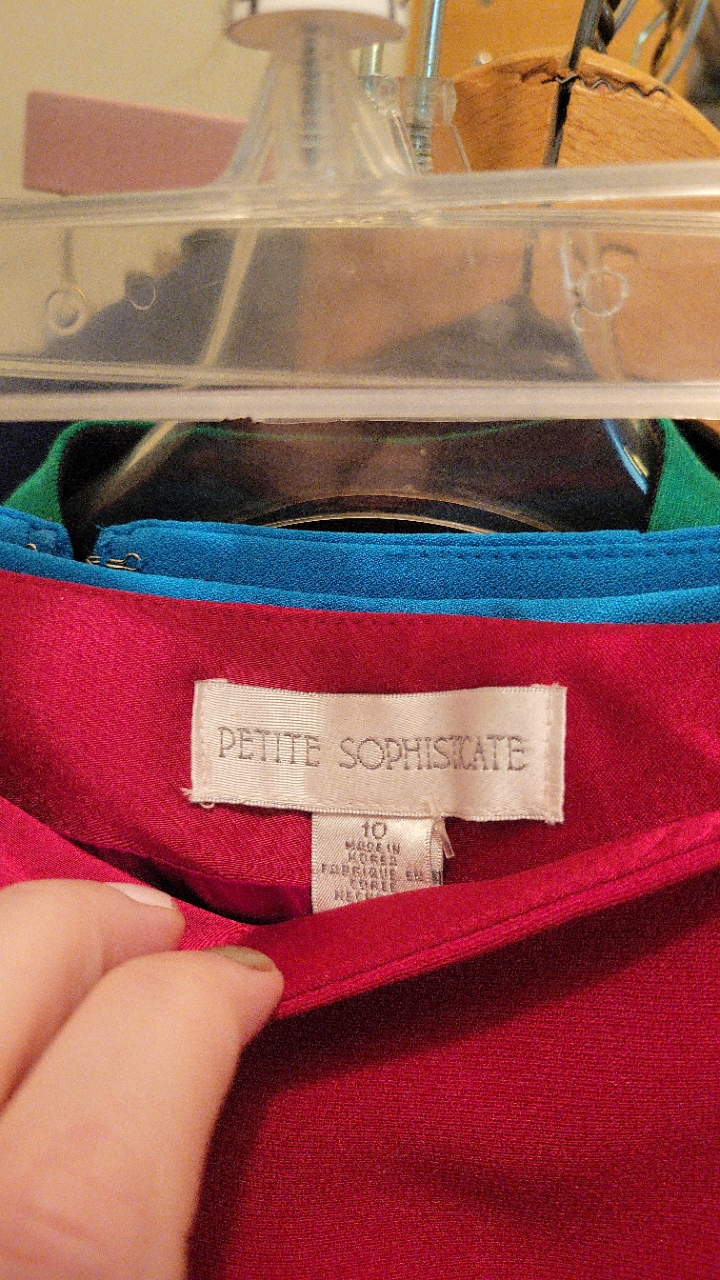 PETITE SOPHISTICATE
10
MADE IN
KOREA
FABRIQUE EN
COREE